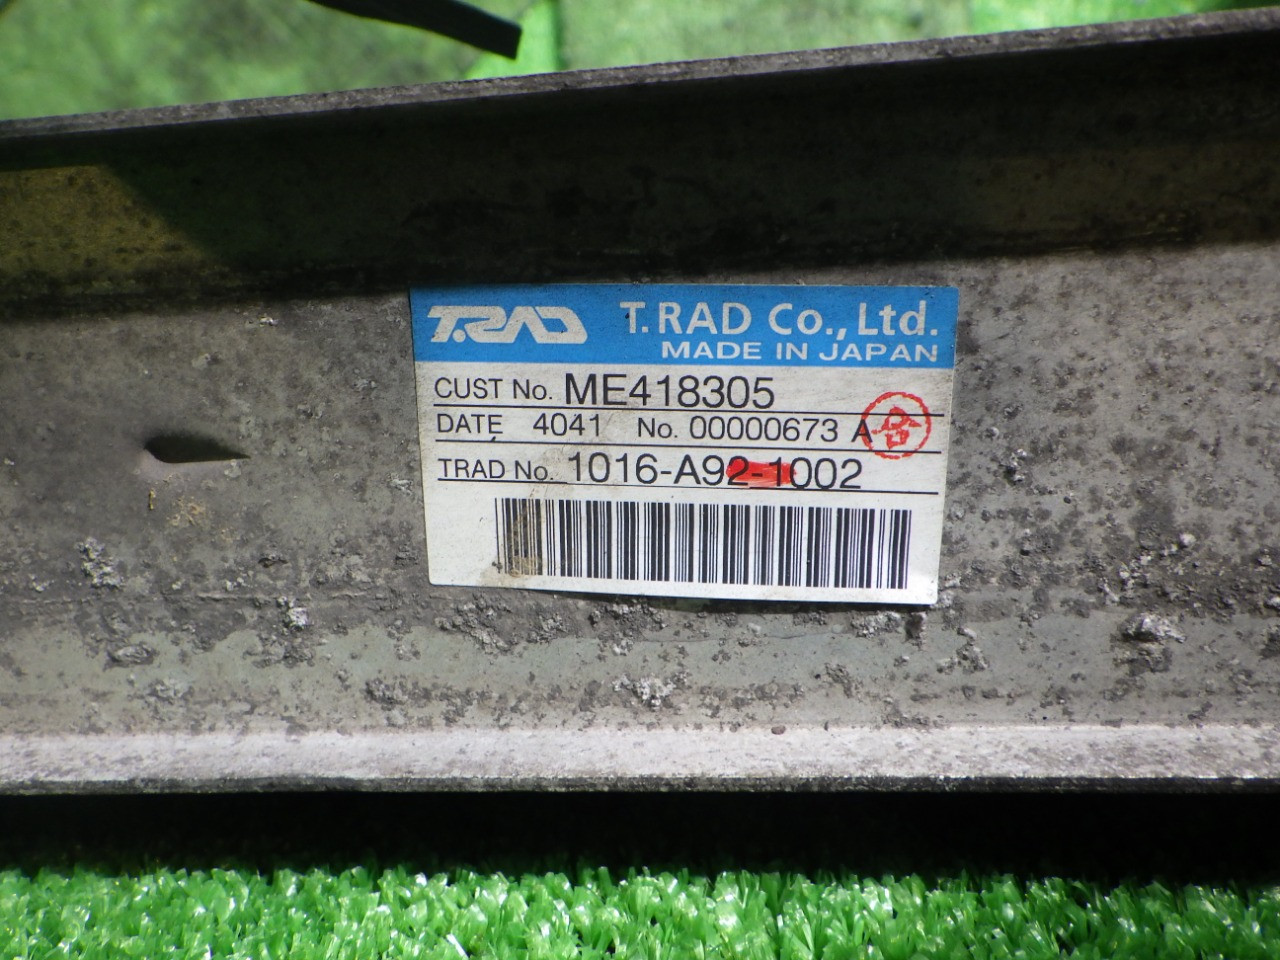 T.RAD T.RAD Co., Ltd.
MADE IN JAPAN
CUST No. ME418305
DATE 4041 No. 00000673 A 合
TRAD No. 1016-A92-1002